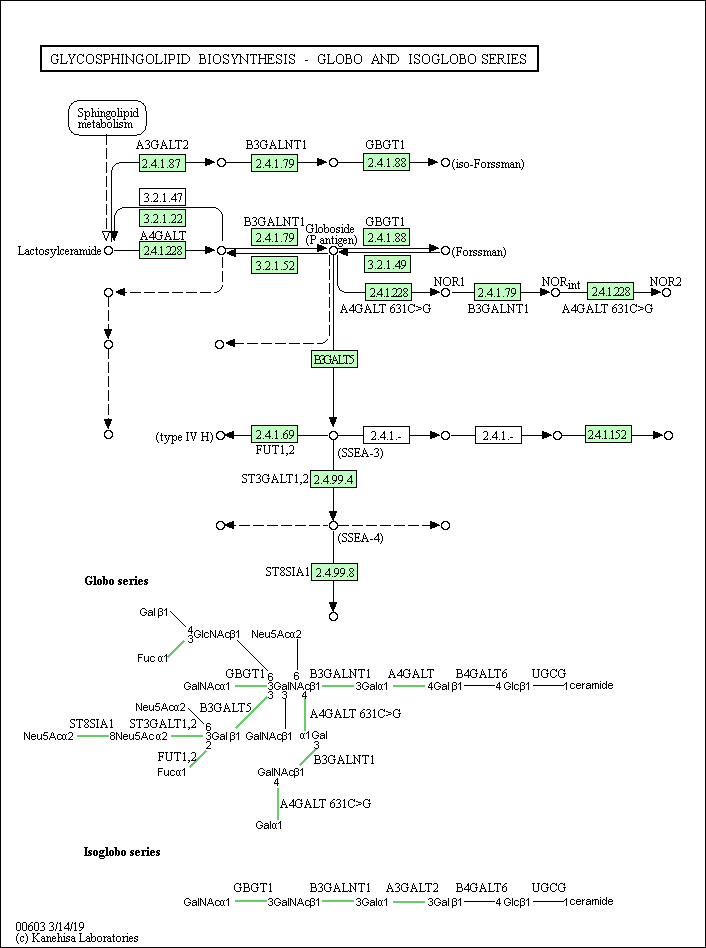 GLYCOSPHINGOLIPID BIOSYNTHESIS - GLOBO AND ISOGLOBO SERIES
Sphingolipid
metabolism
A3GALT2 B3GALNT1 GBGT1
2.4.1.87 2.4.1.79 2.4.1.88 (iso-Forssman)
3.2.1.47
3.2.1.22
B3GALNT1 Globoside GBGT1
A4GALT 2.4.1.79 (P antigen) 2.4.1.88
Lactosylceramide 2.4.1.228 (Forssman)
3.2.1.52 3.2.1.49
NOR1 NORint NOR2
2.4.1.228 2.4.1.79 2.4.1.228
A4GALT 631C>G B3GALNT1 A4GALT 631C>G
B3GALT5
(type IV H) 2.4.1.69 2.4.1.- 2.4.1.- 2.4.1.152
FUT1,2 (SSEA-3)
ST3GALT1,2 2.4.99.4
(SSEA-4)
ST8SIA1 2.4.99.8
Globo series
Galβ1
4
3GlcNAcβ1 Neu5Acα2
Fucα1
GBGT1 6 6 B3GALNT1 A4GALT B4GALT6 UGCG
GalNAcα1 3GalNAcβ1 3Galα1 4Galβ1 4Glcβ1 1ceramide
3 3 4
Neu5Acα2 B3GALT5 A4GALT 631C>G
ST8SIA1 ST3GALT1,2 6
Neu5Acα2 8Neu5Acα2 3Galβ1 GalNAcβ1 α1Gal
2 3
FUT1,2 B3GALNT1
Fucα1 GalNAcβ1
4
A4GALT 631C>G
Galα1
Isoglobo series
GBGT1 B3GALNT1 A3GALT2 B4GALT6 UGCG
GalNAcα1 3GalNAcβ1 3Galα1 3Galβ1 4Glcβ1 1ceramide
00603 3/14/19
(c) Kanehisa Laboratories